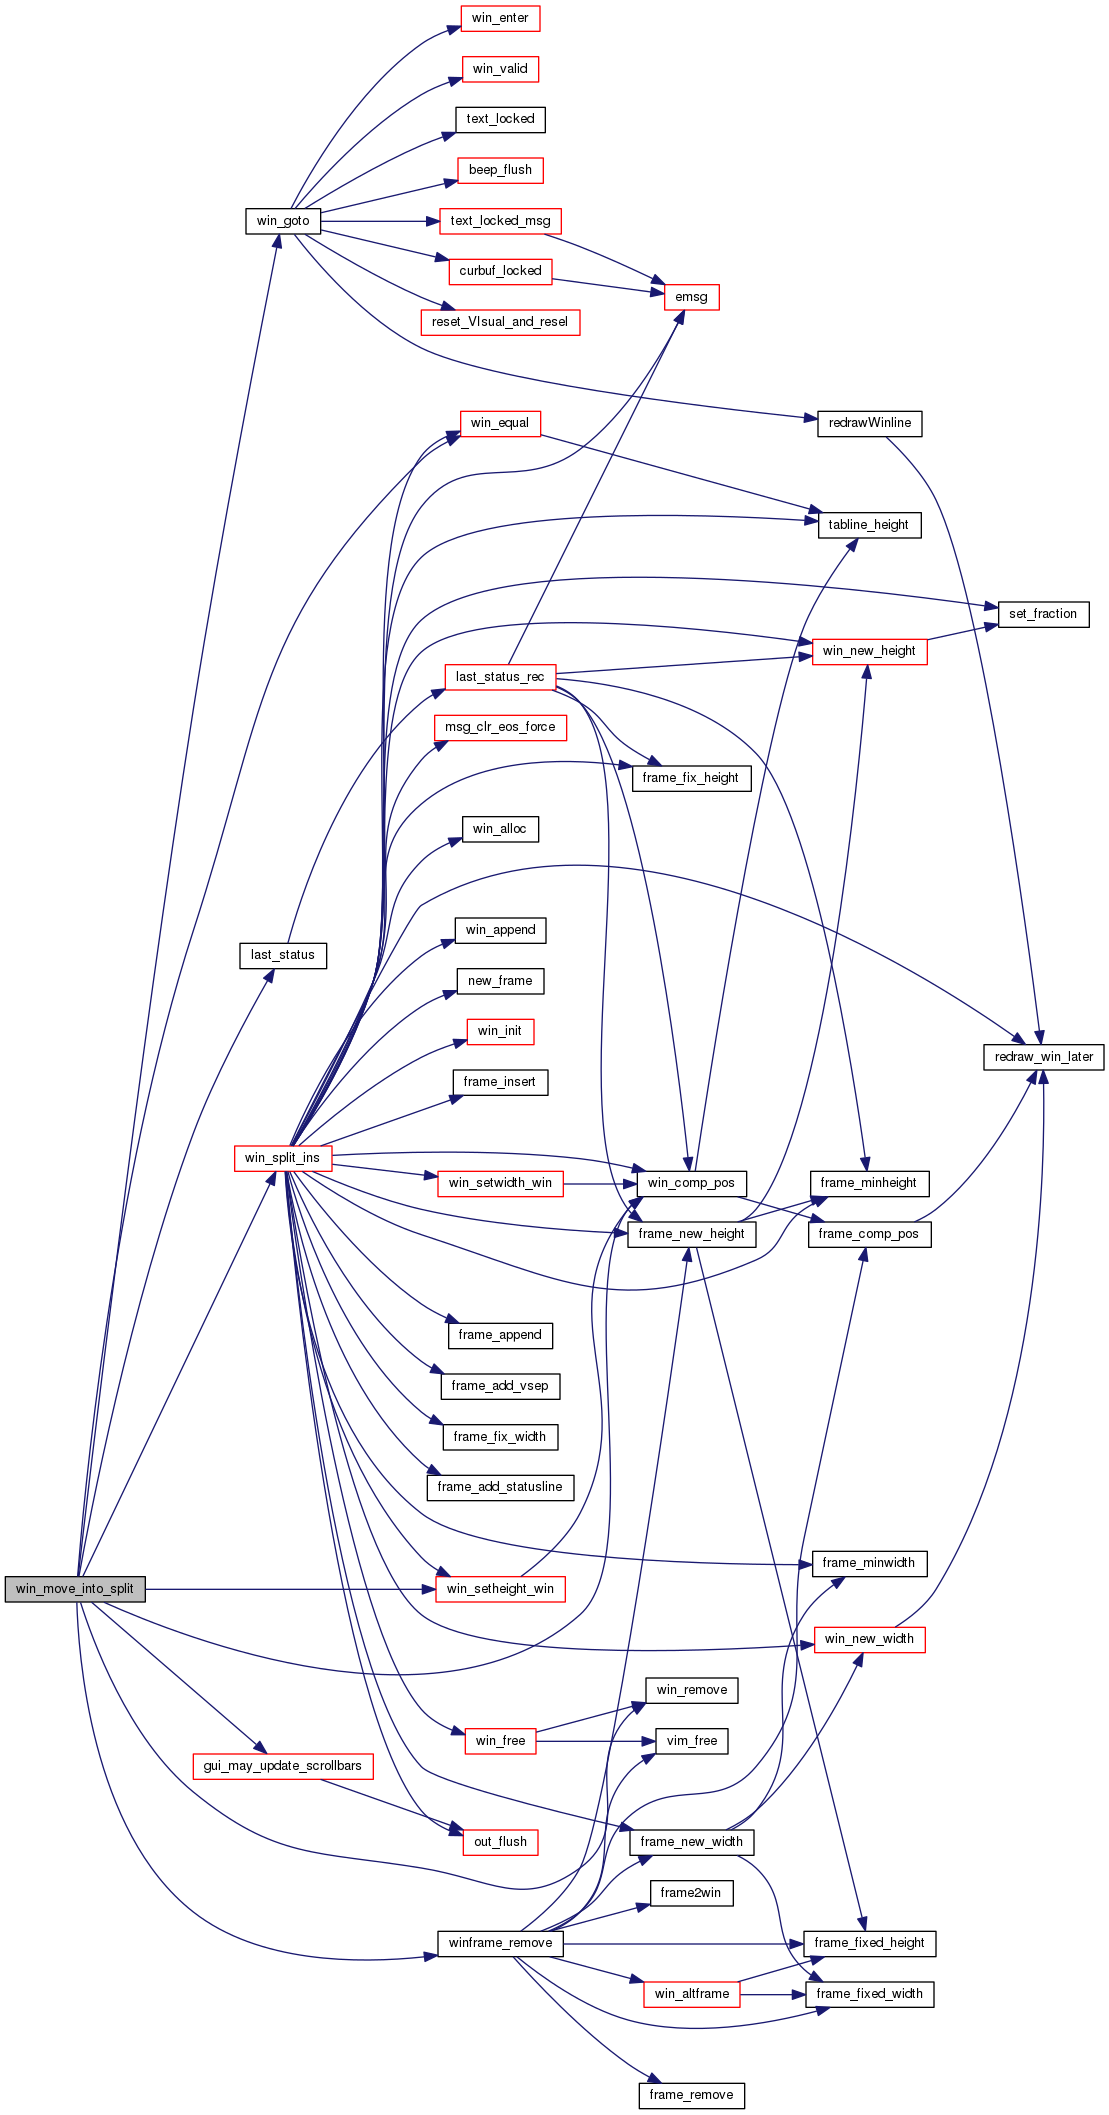 win_enter
win_valid
text_locked
beep_flush
win_goto
text_locked_msg
curbuf_locked
emsg
reset_VIsual_and_resel
win_equal
redrawWinline
tabline_height
set_fraction
win_new_height
last_status_rec
msg_clr_eos_force
frame_fix_height
win_alloc
win_append
last_status
new_frame
win_init
redraw_win_later
frame_insert
win_split_ins
win_setwidth_win
win_comp_pos
frame_minheight
frame_new_height
frame_comp_pos
frame_append
frame_add_vsep
frame_fix_width
frame_add_statusline
frame_minwidth
win_move_into_split
win_setheight_win
win_new_width
win_remove
win_free
vim_free
gui_may_update_scrollbars
out_flush
frame_new_width
frame2win
winframe_remove
frame_fixed_height
win_altframe
frame_fixed_width
frame_remove